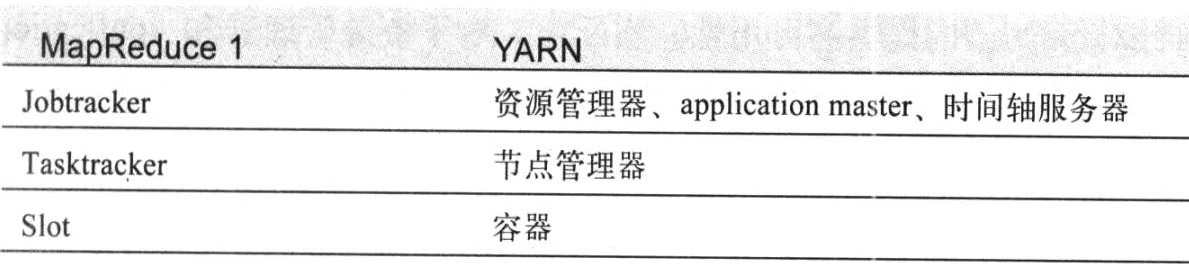 MapReduce 1 YARN
Jobtracker 资源管理器、application master、时间轴服务器
Tasktracker 节点管理器
Slot 容器